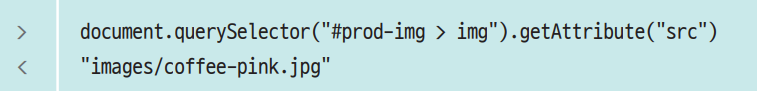 > document.querySelector("#prod-img > img").getAttribute("src")
< "images/coffee-pink.jpg"